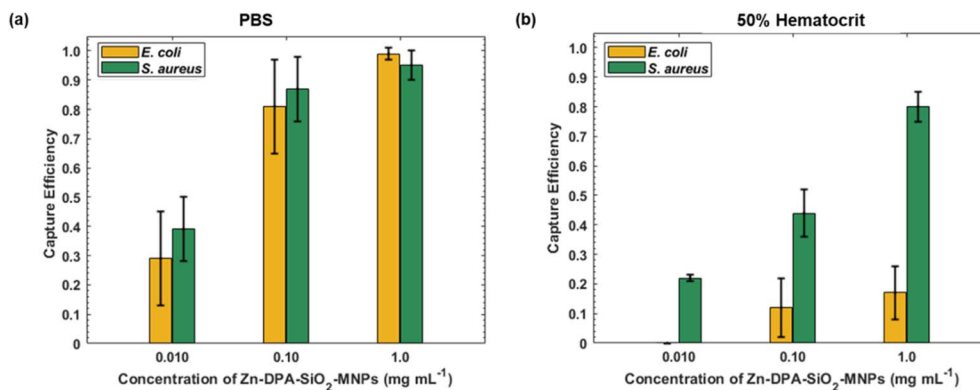 (a) PBS
E. coli
S. aureus
1.0
0.9
0.8
0.7
0.6
0.5
0.4
0.3
0.2
0.1
0
Capture Efficiency
0.010 0.10 1.0
Concentration of Zn-DPA-SiO₂-MNPs (mg mL⁻¹)
(b) 50% Hematocrit
E. coli
S. aureus
1.0
0.9
0.8
0.7
0.6
0.5
0.4
0.3
0.2
0.1
0
Capture Efficiency
0.010 0.10 1.0
Concentration of Zn-DPA-SiO₂-MNPs (mg mL⁻¹)